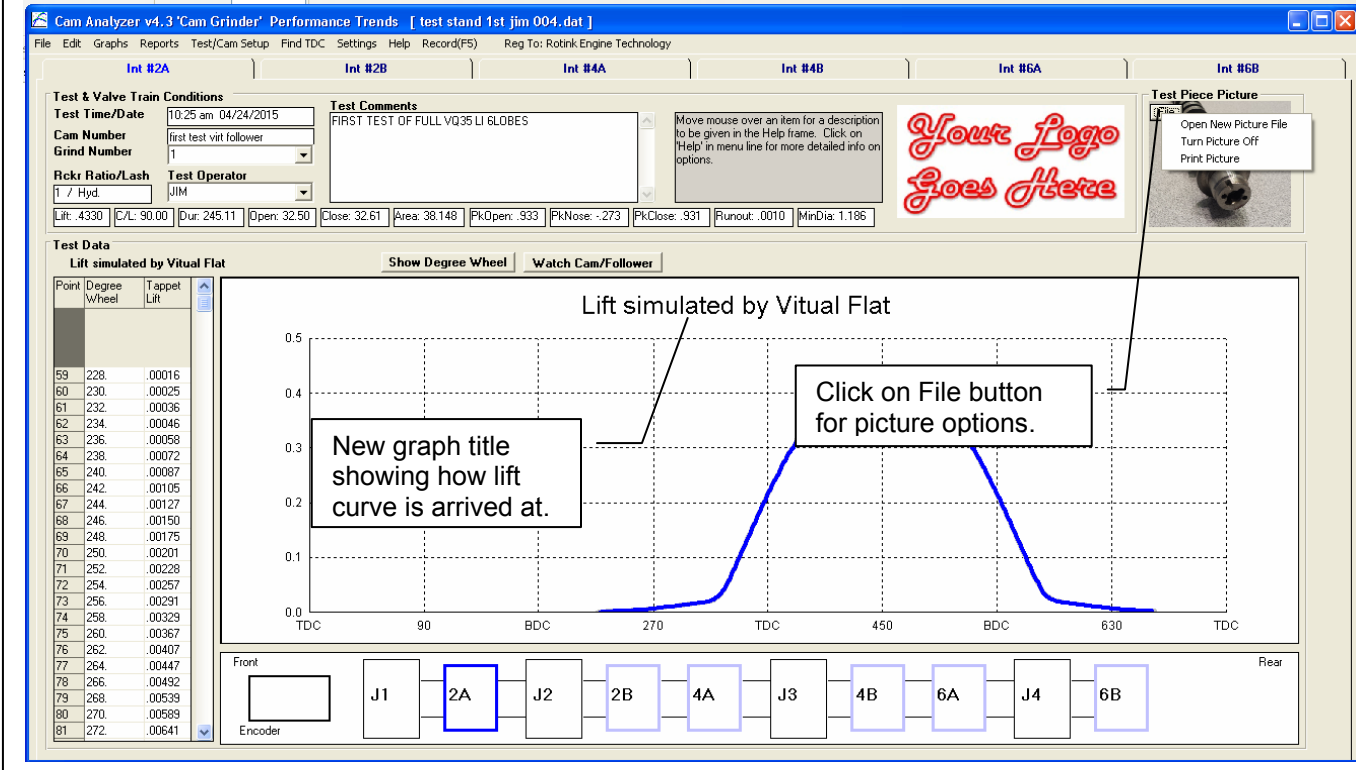 Cam Analyzer v4.3 'Cam Grinder' Performance Trends [ test stand 1st jim 004.dat ]
File Edit Graphs Reports Test/Cam Setup Find TDC Settings Help Record(F5) Reg To: Rotink Engine Technology
Int #2A Int #2B Int #4A Int #4B Int #6A Int #6B
Test & Valve Train Conditions
Test Time/Date 10:25 am 04/24/2015
Cam Number first test virt follower
Grind Number 1
Rckr Ratio/Lash Test Operator
1 / Hyd. JIM
Test Comments
FIRST TEST OF FULL VQ35 LI 6LOBES
Move mouse over an item for a description
to be given in the Help frame. Click on
'Help' in menu line for more detailed info on
options.
Your Logo
Goes Here
Test Piece Picture
File
Open New Picture File
Turn Picture Off
Print Picture
Lift: .4330 C/L: 90.00 Dur: 245.11 Open: 32.50 Close: 32.61 Area: 38.148 PkOpen: .933 PkNose: -.273 PkClose: .931 Runout: .0010 MinDia: 1.186
Test Data
Lift simulated by Vitual Flat
Show Degree Wheel Watch Cam/Follower
Point Degree Tappet
Wheel Lift
59 228. .00016
60 230. .00025
61 232. .00036
62 234. .00046
63 236. .00058
64 238. .00072
65 240. .00087
66 242. .00105
67 244. .00127
68 246. .00150
69 248. .00175
70 250. .00201
71 252. .00228
72 254. .00257
73 256. .00291
74 258. .00329
75 260. .00367
76 262. .00407
77 264. .00447
78 266. .00492
79 268. .00539
80 270. .00589
81 272. .00641
Lift simulated by Vitual Flat
0.5
0.4
0.3
0.2
0.1
0.0
TDC 90 BDC 270 TDC 450 BDC 630 TDC
New graph title
showing how lift
curve is arrived at.
Click on File button
for picture options.
Front Rear
J1 2A J2 2B 4A J3 4B 6A J4 6B
Encoder